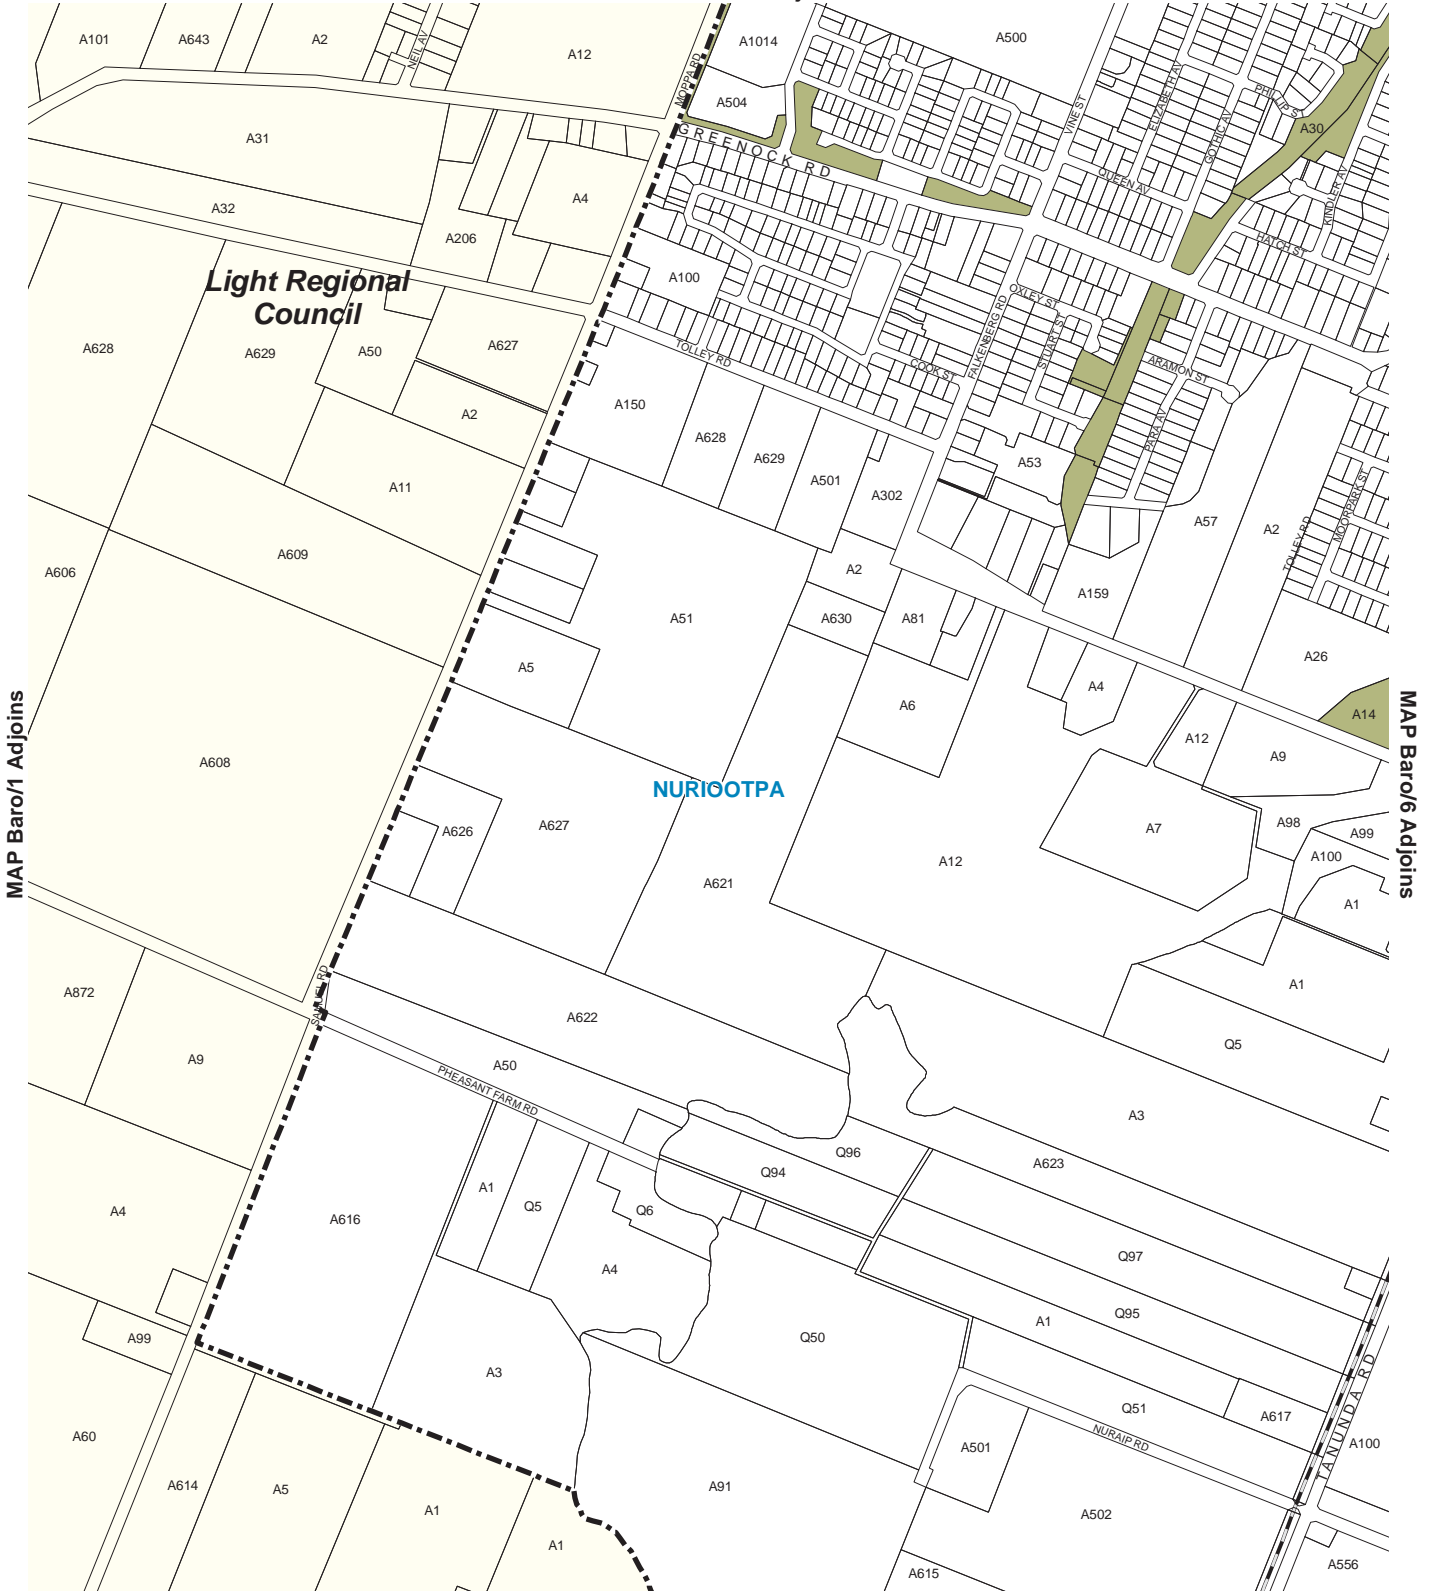 A101
A643
A2
NEIL AV
A12
MOPPA RD
A1014
A500
A504
VINE ST
ELIZABETH AV
PHILLIP ST
GOTHIC AV
A30
A31
GREENOCK RD
QUEEN AV
KINDLER AV
A32
A4
A206
HATCH ST
Light Regional
Council
A100
OXLEY ST
FALKENBERG RD
STUART ST
A628
A629
A50
A627
TOLLEY RD
COOK ST
ARAMON ST
A2
A150
PARA AV
A628
A629
A501
A53
A302
A11
A57
A2
TOLLEY RD
MOORPARK ST
A609
A606
A2
A159
A51
A630
A81
A5
A26
A4
A6
A14
A12
A9
MAP Baro/1 Adjoins
MAP Baro/6 Adjoins
A608
NURIOOTPA
A626
A627
A7
A98
A99
A100
A12
A621
A1
A872
SAMUEL RD
A1
A622
Q5
A9
A50
PHEASANT FARM RD
A3
Q96
Q94
A623
A1
Q5
Q6
A4
A616
Q97
A4
Q95
A1
Q50
A99
A3
TANUNDA RD
Q51
A617
A60
NURAIP RD
A501
A100
A614
A5
A91
A1
A502
A1
A615
A556